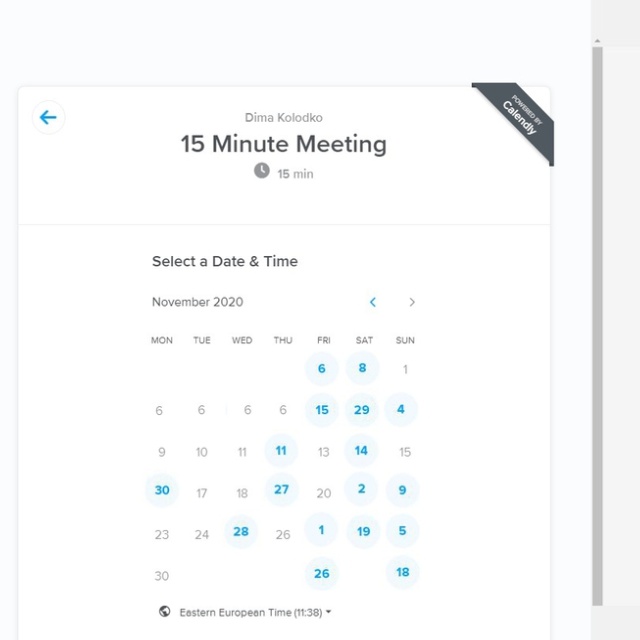 POWERED BY
Calendly
Dima Kolodko
15 Minute Meeting
15 min
Select a Date & Time
November 2020
MON TUE WED THU FRI SAT SUN
6 8 1
6 6 6 6 15 29 4
9 10 11 11 13 14 15
30 17 18 27 20 2 9
23 24 28 26 1 19 5
30 26 18
Eastern European Time (11:38)